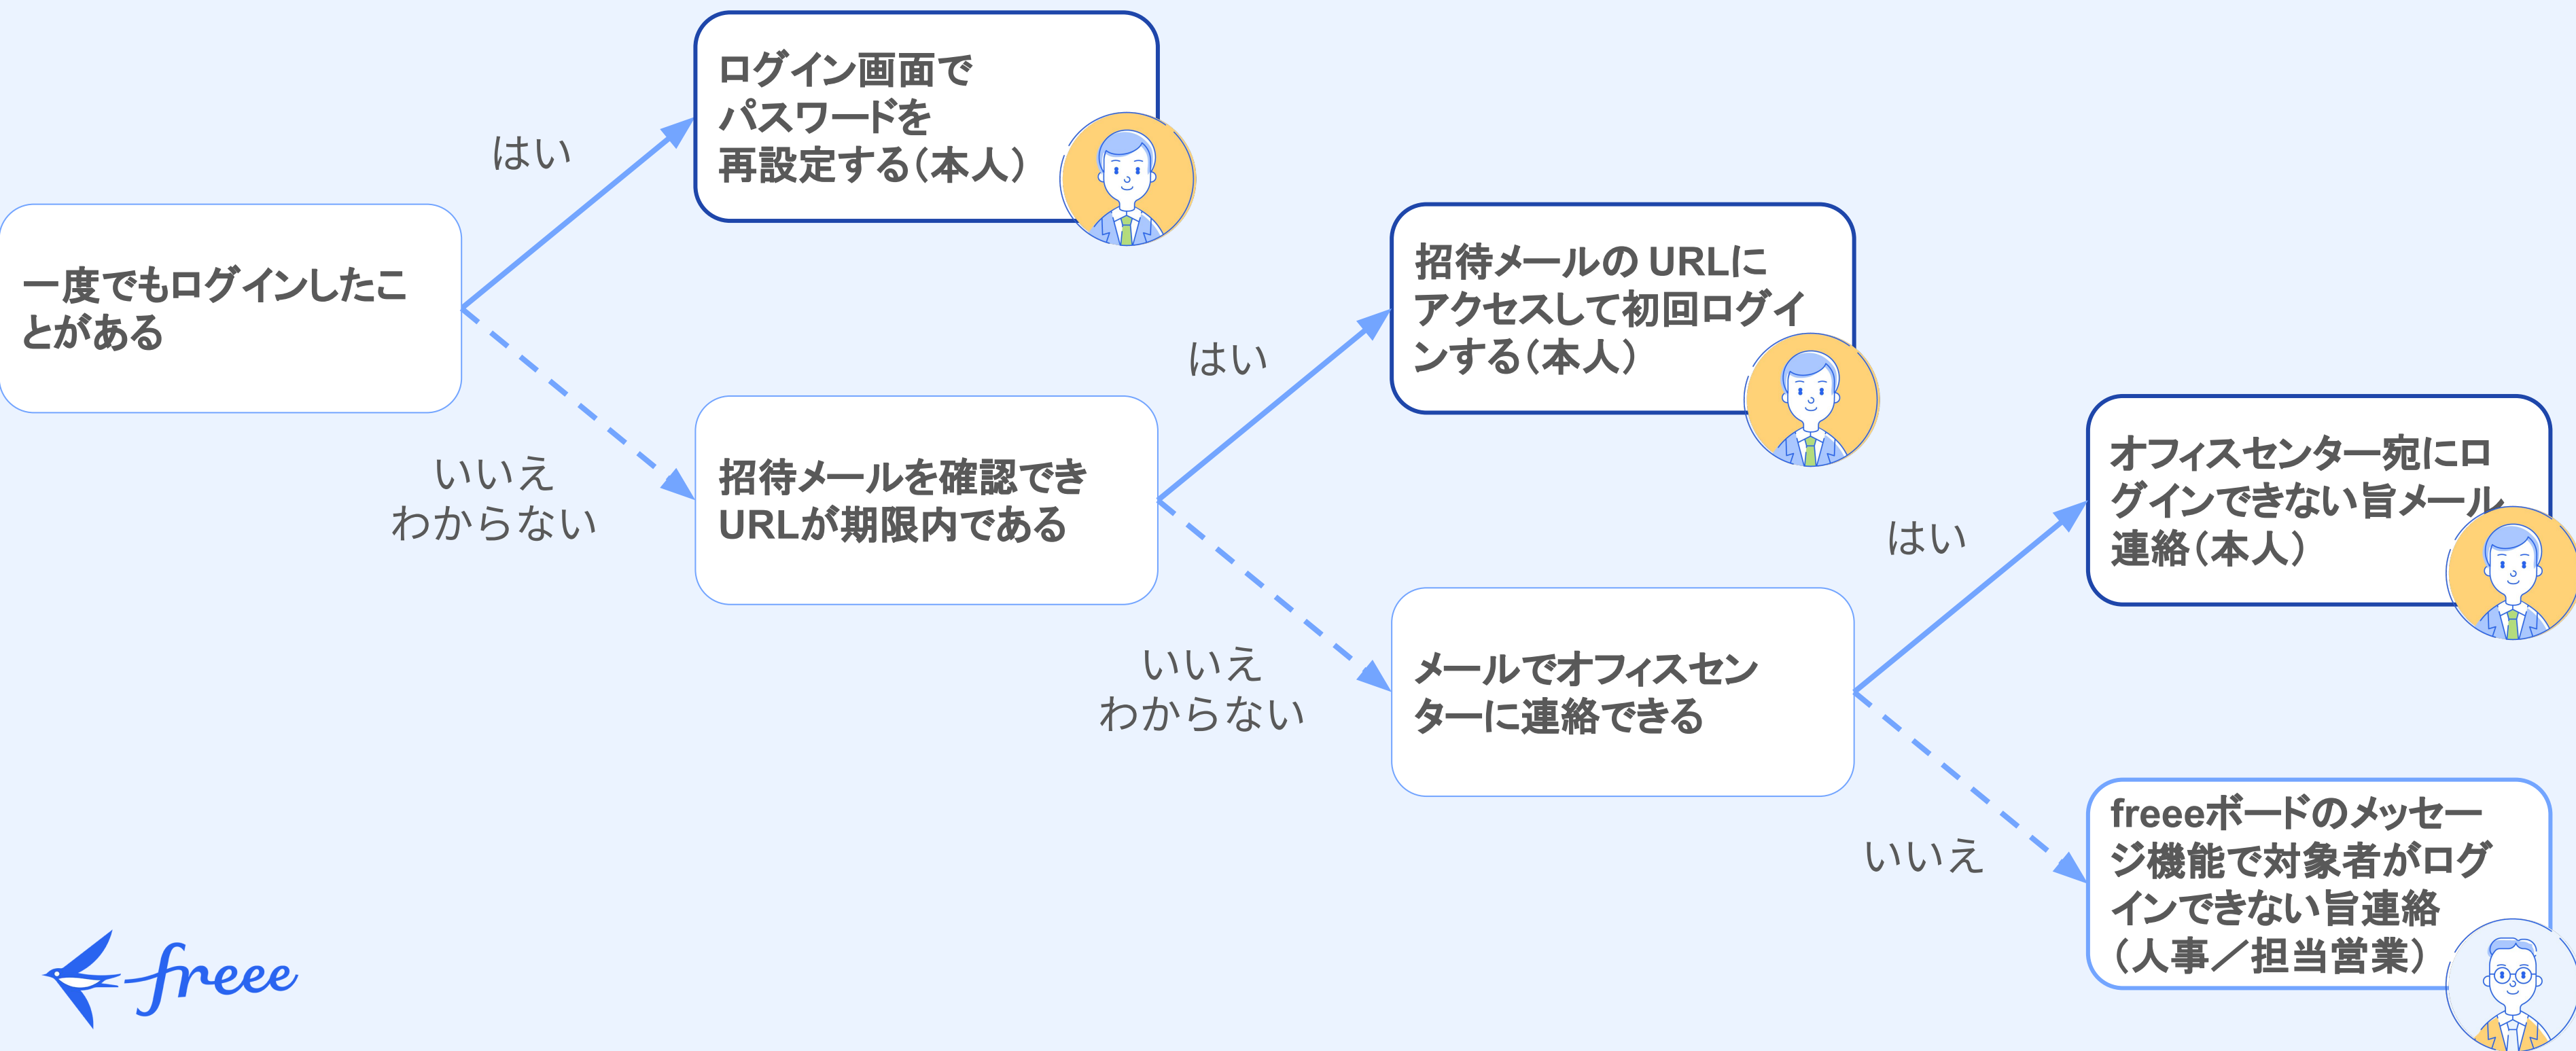 ログイン画面で
パスワードを
再設定する（本人）
はい
一度でもログインしたこ
とがある
いいえ
わからない
招待メールを確認でき
URLが期限内である
はい
招待メールの URLに
アクセスして初回ログイ
ンする（本人）
いいえ
わからない
メールでオフィスセン
ターに連絡できる
はい
オフィスセンター宛にロ
グインできない旨メール
連絡（本人）
いいえ
freeeボードのメッセー
ジ機能で対象者がログ
インできない旨連絡
（人事／担当営業）
freee